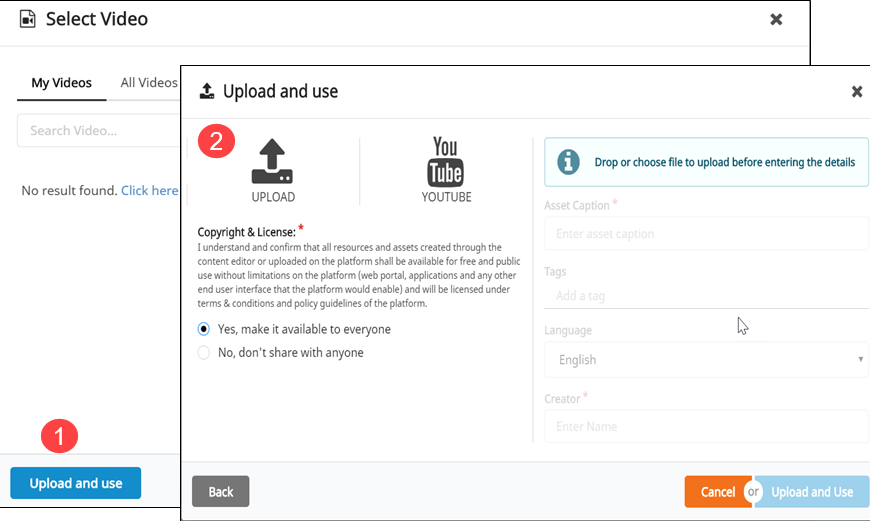 Select Video
My Videos
All Videos
Search Video...
No result found. Click here
1
Upload and use
Upload and use
2
UPLOAD
You
Tube
YOUTUBE
Copyright & License: *
I understand and confirm that all resources and assets created through the
content editor or uploaded on the platform shall be available for free and public
use without limitations on the platform (web portal, applications and any other
end user interface that the platform would enable) and will be licensed under
terms & conditions and policy guidelines of the platform.
Yes, make it available to everyone
No, don't share with anyone
Drop or choose file to upload before entering the details
Asset Caption *
Enter asset caption
Tags
Add a tag
Language
English
Creator *
Enter Name
Back
Cancel or Upload and Use